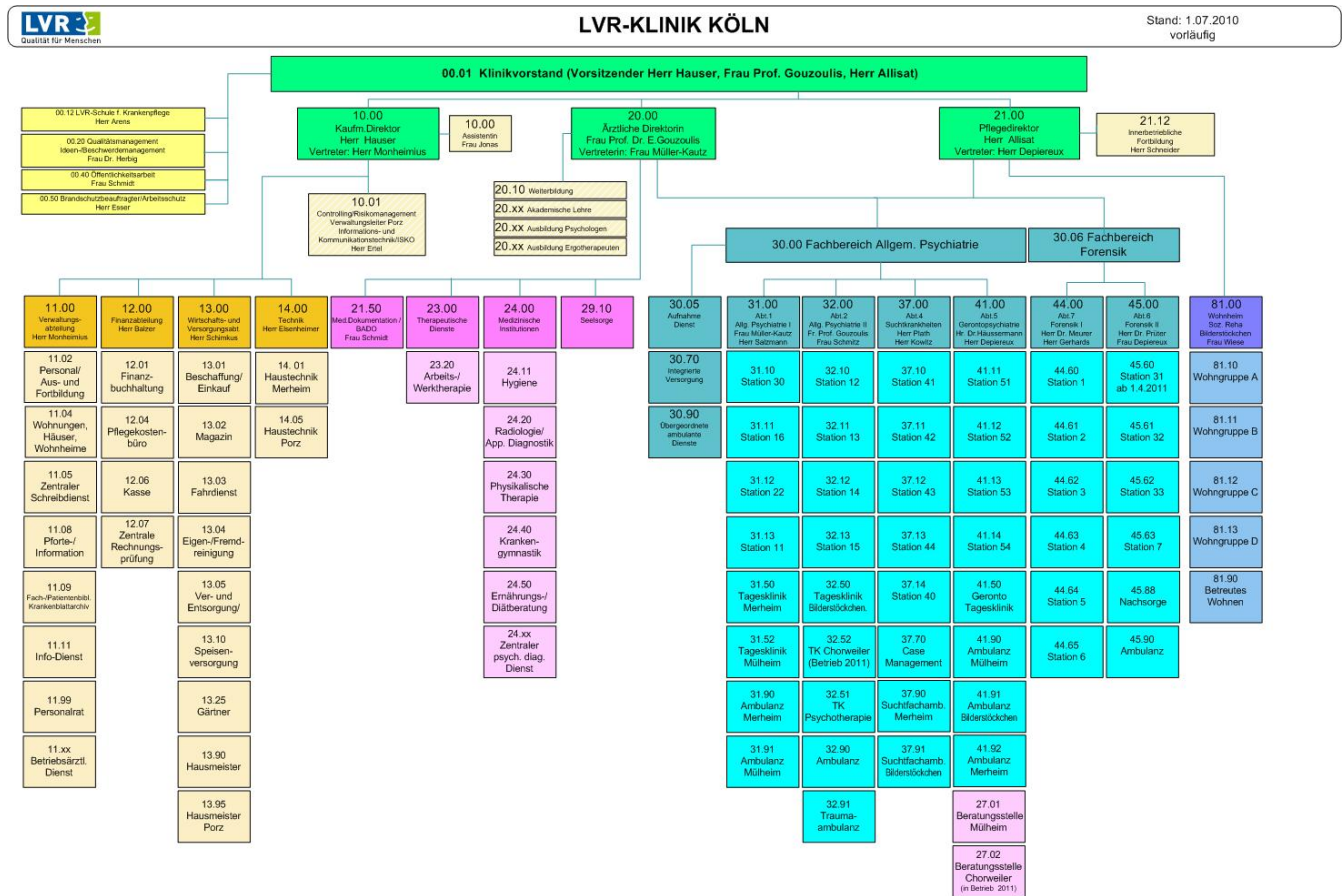 LVR
Qualität für Menschen
LVR-KLINIK KÖLN
Stand: 1.07.2010
vorläufig
00.01 Klinikvorstand (Vorsitzender Herr Hauser, Frau Prof. Gouzoulis, Herr Allisat)
00.12 LVR-Schule f. Krankenpflege
Herr Arens
00.20 Qualitätsmanagement
Ideen-/Beschwerdemanagement
Frau Dr. Herbig
00.40 Öffentlichkeitsarbeit
Frau Schmidt
00.50 Brandschutzbeauftragter/Arbeitsschutz
Herr Esser
10.00
Kaufm.Direktor
Herr Hauser
Vertreter: Herr Monheimius
10.00
Assistentin
Frau Jonas
20.00
Ärztliche Direktorin
Frau Prof. Dr. E.Gouzoulis
Vertreterin: Frau Müller-Kautz
21.00
Pflegedirektor
Herr Allisat
Vertreter: Herr Depiereux
21.12
Innerbetriebliche
Fortbildung
Herr Schneider
10.01
Controlling/Risikomanagement
Verwaltungsleiter Porz
Informations- und
Kommunikationstechnik/ISKO
Herr Ertel
20.10 Weiterbildung
20.xx Akademische Lehre
20.xx Ausbildung Psychologen
20.xx Ausbildung Ergotherapeuten
30.00 Fachbereich Allgem. Psychiatrie
30.06 Fachbereich
Forensik
11.00
Verwaltungs-
abteilung
Herr Monheimius
11.02
Personal/
Aus- und
Fortbildung
11.04
Wohnungen,
Häuser,
Wohnheime
11.05
Zentraler
Schreibdienst
11.08
Pforte-/
Information
11.09
Fach-/Patientenbibl.
Krankenblattarchiv
11.11
Info-Dienst
11.99
Personalrat
11.xx
Betriebsärztl.
Dienst
12.00
Finanzabteilung
Herr Balzer
12.01
Finanz-
buchhaltung
12.04
Pflegekosten-
büro
12.06
Kasse
12.07
Zentrale
Rechnungs-
prüfung
13.00
Wirtschafts- und
Versorgungsabt.
Herr Schimkus
13.01
Beschaffung/
Einkauf
13.02
Magazin
13.03
Fahrdienst
13.04
Eigen-/Fremd-
reinigung
13.05
Ver- und
Entsorgung/
13.10
Speisen-
versorgung
13.25
Gärtner
13.90
Hausmeister
13.95
Hausmeister
Porz
14.00
Technik
Herr Elsenheimer
14. 01
Haustechnik
Merheim
14.05
Haustechnik
Porz
21.50
Med.Dokumentation /
BADO
Frau Schmidt
23.00
Therapeutische
Dienste
23.20
Arbeits-/
Werktherapie
24.00
Medizinische
Institutionen
24.11
Hygiene
24.20
Radiologie/
App. Diagnostik
24.30
Physikalische
Therapie
24.40
Kranken-
gymnastik
24.50
Ernährungs-/
Diätberatung
24.xx
Zentraler
psych. diag.
Dienst
29.10
Seelsorge
30.05
Aufnahme
Dienst
30.70
Integrierte
Versorgung
30.90
Übergeordnete
ambulante
Dienste
31.00
Abt.1
Allg. Psychiatrie I
Frau Müller-Kautz
Herr Salzmann
31.10
Station 30
31.11
Station 16
31.12
Station 22
31.13
Station 11
31.50
Tagesklinik
Merheim
31.52
Tagesklinik
Mülheim
31.90
Ambulanz
Merheim
31.91
Ambulanz
Mülheim
32.00
Abt.2
Allg. Psychiatrie II
Fr. Prof. Gouzoulis
Frau Schmitz
32.10
Station 12
32.11
Station 13
32.12
Station 14
32.13
Station 15
32.50
Tagesklinik
Bilderstöckchen.
32.52
TK Chorweiler
(Betrieb 2011)
32.51
TK
Psychotherapie
32.90
Ambulanz
32.91
Trauma-
ambulanz
37.00
Abt.4
Suchtkrankheiten
Herr Plath
Herr Kowitz
37.10
Station 41
37.11
Station 42
37.12
Station 43
37.13
Station 44
37.14
Station 40
37.70
Case
Management
37.90
Suchtfachamb.
Merheim
37.91
Suchtfachamb.
Bilderstöckchen
41.00
Abt.5
Gerontopsychiatrie
Hr. Dr.Häussermann
Herr Depiereux
41.11
Station 51
41.12
Station 52
41.13
Station 53
41.14
Station 54
41.50
Geronto
Tagesklinik
41.90
Ambulanz
Mülheim
41.91
Ambulanz
Bilderstöckchen
41.92
Ambulanz
Merheim
27.01
Beratungsstelle
Mülheim
27.02
Beratungsstelle
Chorweiler
(in Betrieb 2011)
44.00
Abt.7
Forensik I
Herr Dr. Meurer
Herr Gerhards
44.60
Station 1
44.61
Station 2
44.62
Station 3
44.63
Station 4
44.64
Station 5
44.65
Station 6
45.00
Abt.6
Forensik II
Herr Dr. Prüter
Frau Depiereux
45.60
Station 31
ab 1.4.2011
45.61
Station 32
45.62
Station 33
45.63
Station 7
45.88
Nachsorge
45.90
Ambulanz
81.00
Wohnheim
Soz. Reha
Bilderstöckchen
Frau Wiese
81.10
Wohngruppe A
81.11
Wohngruppe B
81.12
Wohngruppe C
81.13
Wohngruppe D
81.90
Betreutes
Wohnen